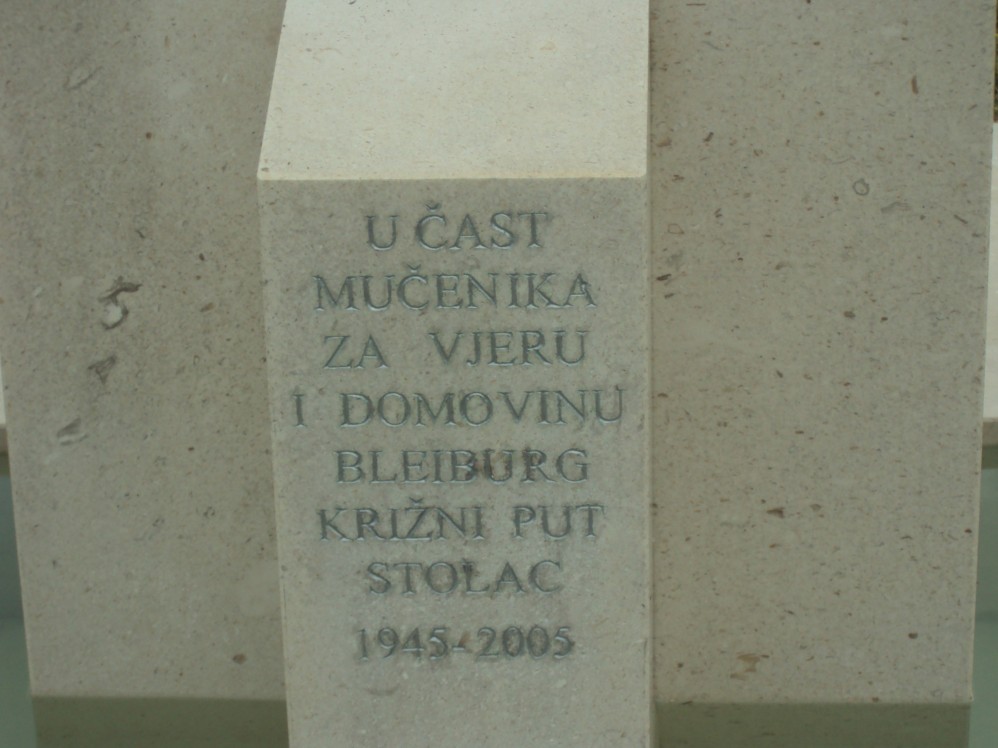 U ČAST
MUČENIKA
ZA VJERU
I DOMOVINU
BLEIBURG
KRIŽNI PUT
STOLAC
1945-2005